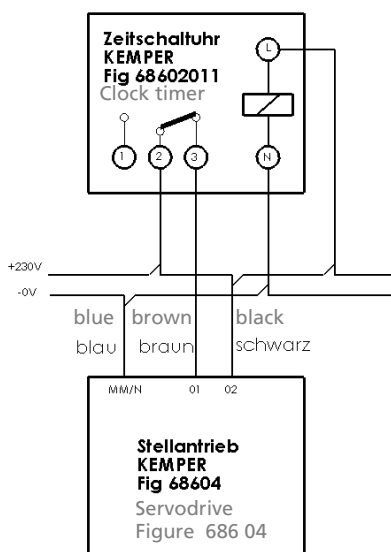 Zeitschaltuhr
KEMPER
Fig 68602011
Clock timer
L
1 2 3 N
+230V
-0V
blue brown black
blau braun schwarz
MM/N 01 02
Stellantrieb
KEMPER
Fig 68604
Servodrive
Figure 686 04